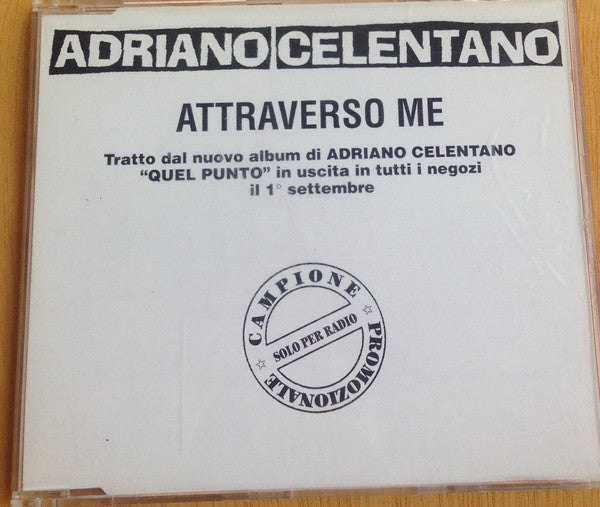 ADRIANO CELENTANO
ATTRAVERSO ME
Tratto dal nuovo album di ADRIANO CELENTANO
“QUEL PUNTO” in uscita in tutti i negozi
il 1° settembre
CAMPIONE
SOLO PER RADIO
PROMOZIONALE